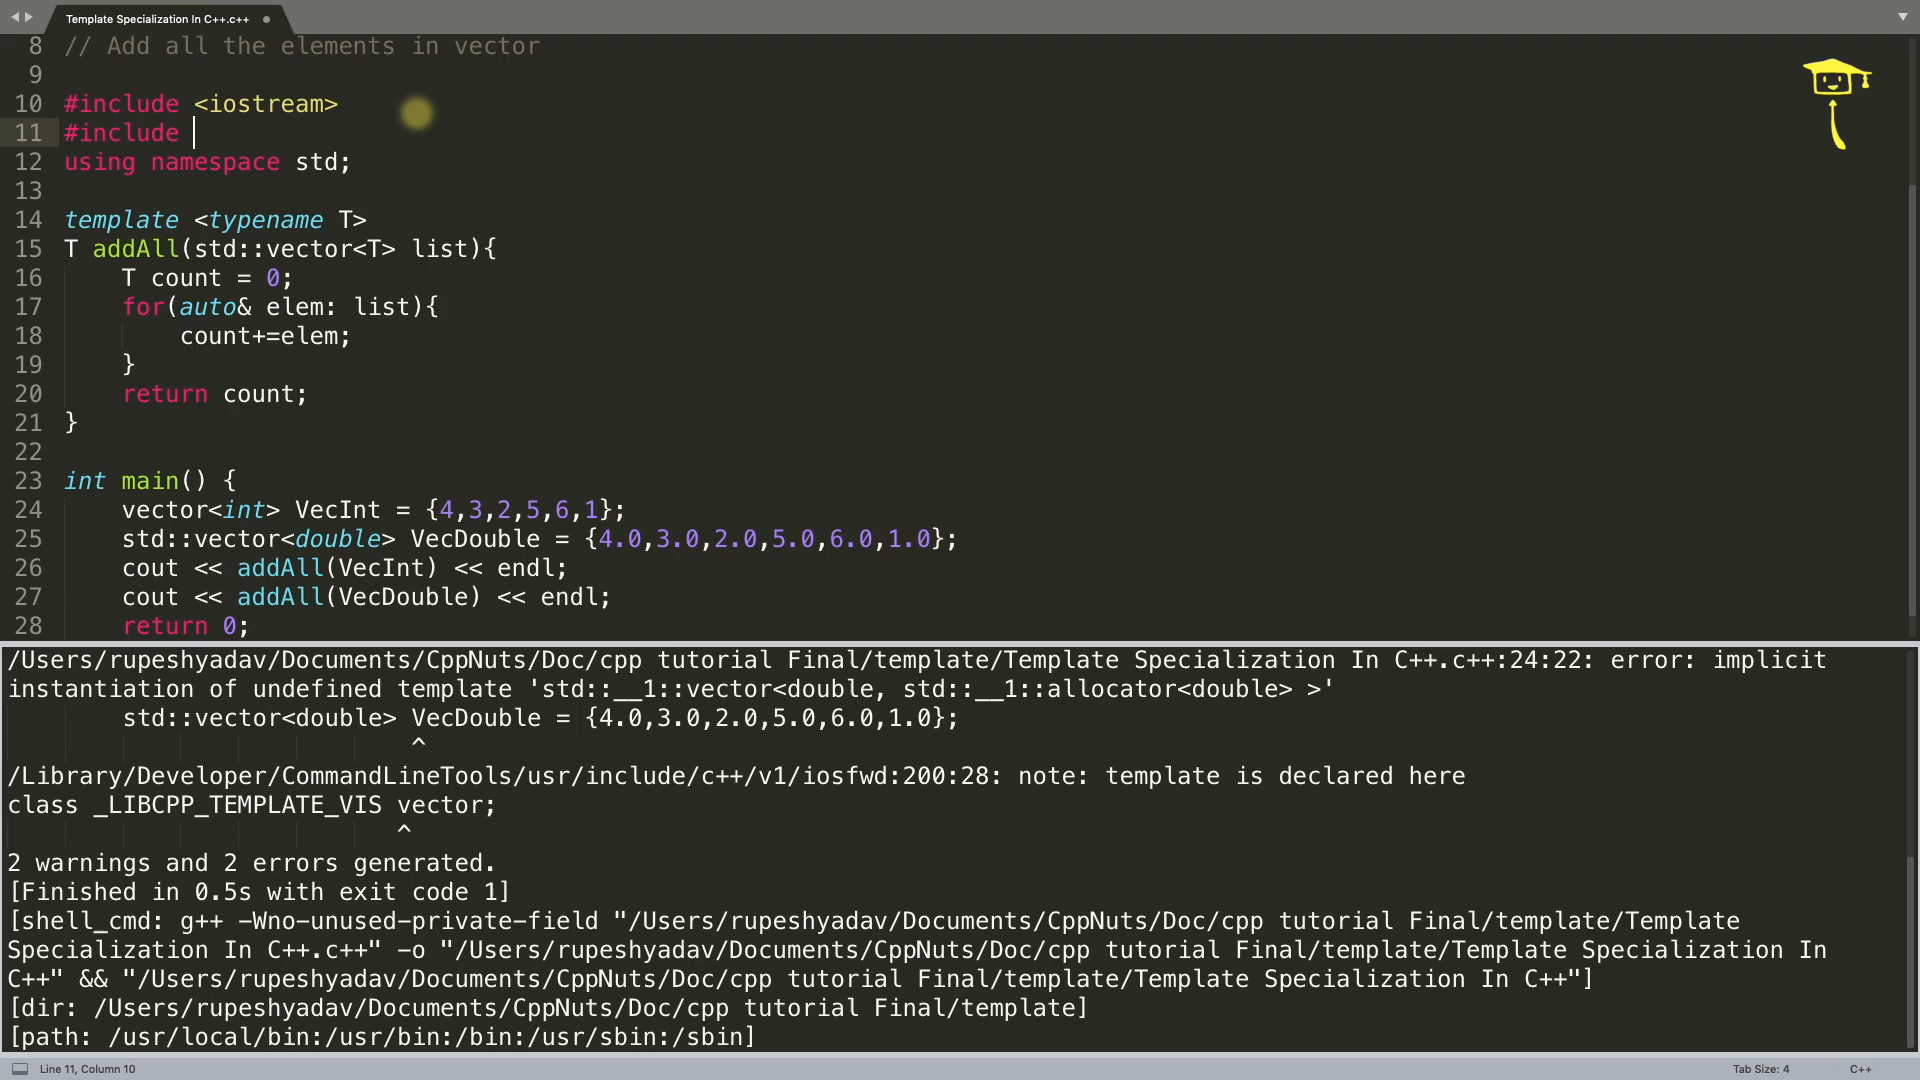 Template Specialization In C++.c++
8 // Add all the elements in vector
9
10 #include <iostream>
11 #include
12 using namespace std;
13
14 template <typename T>
15 T addAll(std::vector<T> list){
16 T count = 0;
17 for(auto& elem: list){
18 count+=elem;
19 }
20 return count;
21 }
22
23 int main() {
24 vector<int> VecInt = {4,3,2,5,6,1};
25 std::vector<double> VecDouble = {4.0,3.0,2.0,5.0,6.0,1.0};
26 cout << addAll(VecInt) << endl;
27 cout << addAll(VecDouble) << endl;
28 return 0;
/Users/rupeshyadav/Documents/CppNuts/Doc/cpp tutorial Final/template/Template Specialization In C++.c++:24:22: error: implicit
instantiation of undefined template 'std::__1::vector<double, std::__1::allocator<double> >'
std::vector<double> VecDouble = {4.0,3.0,2.0,5.0,6.0,1.0};
^
/Library/Developer/CommandLineTools/usr/include/c++/v1/iosfwd:200:28: note: template is declared here
class _LIBCPP_TEMPLATE_VIS vector;
^
2 warnings and 2 errors generated.
[Finished in 0.5s with exit code 1]
[shell_cmd: g++ -Wno-unused-private-field "/Users/rupeshyadav/Documents/CppNuts/Doc/cpp tutorial Final/template/Template
Specialization In C++.c++" -o "/Users/rupeshyadav/Documents/CppNuts/Doc/cpp tutorial Final/template/Template Specialization In
C++" && "/Users/rupeshyadav/Documents/CppNuts/Doc/cpp tutorial Final/template/Template Specialization In C++"]
[dir: /Users/rupeshyadav/Documents/CppNuts/Doc/cpp tutorial Final/template]
[path: /usr/local/bin:/usr/bin:/bin:/usr/sbin:/sbin]
Line 11, Column 10 Tab Size: 4 C++